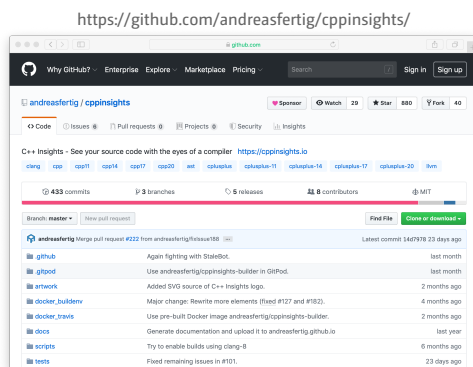 https://github.com/andreasfertig/cppinsights/
github.com
Why GitHub? Enterprise Explore Marketplace Pricing Search / Sign in Sign up
andreasfertig / cppinsights Sponsor Watch 29 Star 880 Fork 40
Code Issues 6 Pull requests 0 Projects 0 Security Insights
C++ Insights - See your source code with the eyes of a compiler https://cppinsights.io
clang cpp cpp11 cpp14 cpp17 cpp20 ast cplusplus cplusplus-11 cplusplus-14 cplusplus-17 cplusplus-20 llvm
433 commits 3 branches 5 releases 8 contributors MIT
Branch: master New pull request Find File Clone or download
andreasfertig Merge pull request #222 from andreasfertig/fixIssue188 ... Latest commit 14d7978 23 days ago
.github Again fighting with StaleBot. last month
.gitpod Use andreasfertig/cppinsights-builder in GitPod. last month
artwork Added SVG source of C++ Insights logo. 2 months ago
docker_buildenv Major change: Rewrite more elements (fixed #127 and #182). 4 months ago
docker_travis Use pre-built Docker image andreasfertig/cppinsights-builder. 2 months ago
docs Generate documentation and upload it to andreasfertig.github.io last year
scripts Try to enable builds using clang-8 6 months ago
tests Fixed remaining issues in #101. 23 days ago